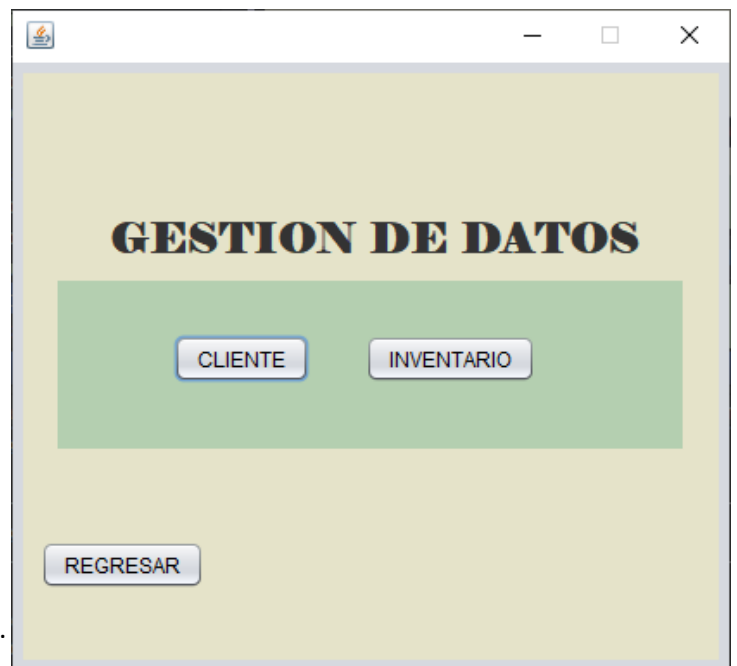 GESTION DE DATOS
CLIENTE INVENTARIO
REGRESAR
.